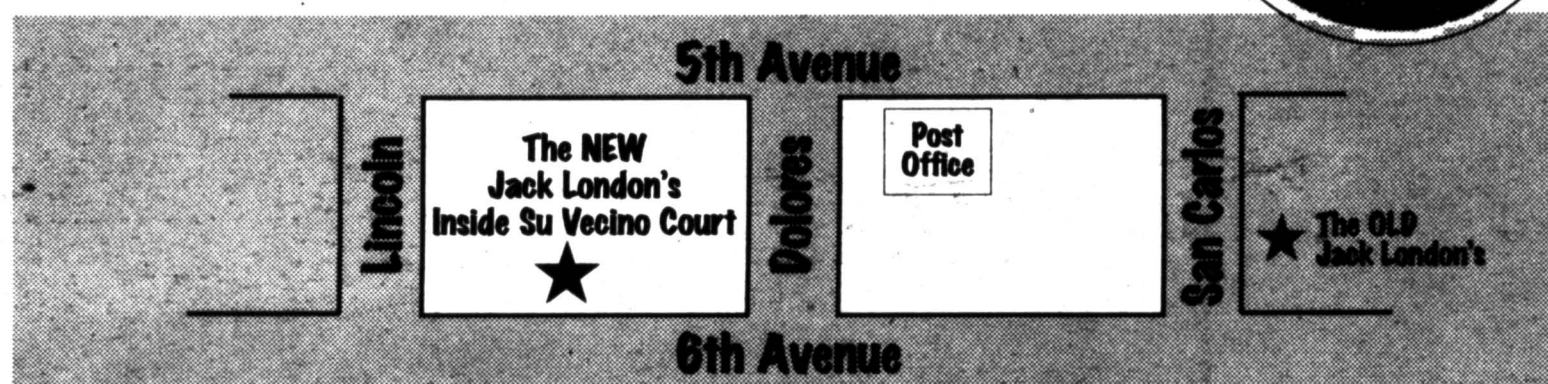 5th Avenue
Lincoln
The NEW
Jack London's
Inside Su Vecino Court
Dolores
Post
Office
San Carlos
The OLD
Jack London's
6th Avenue